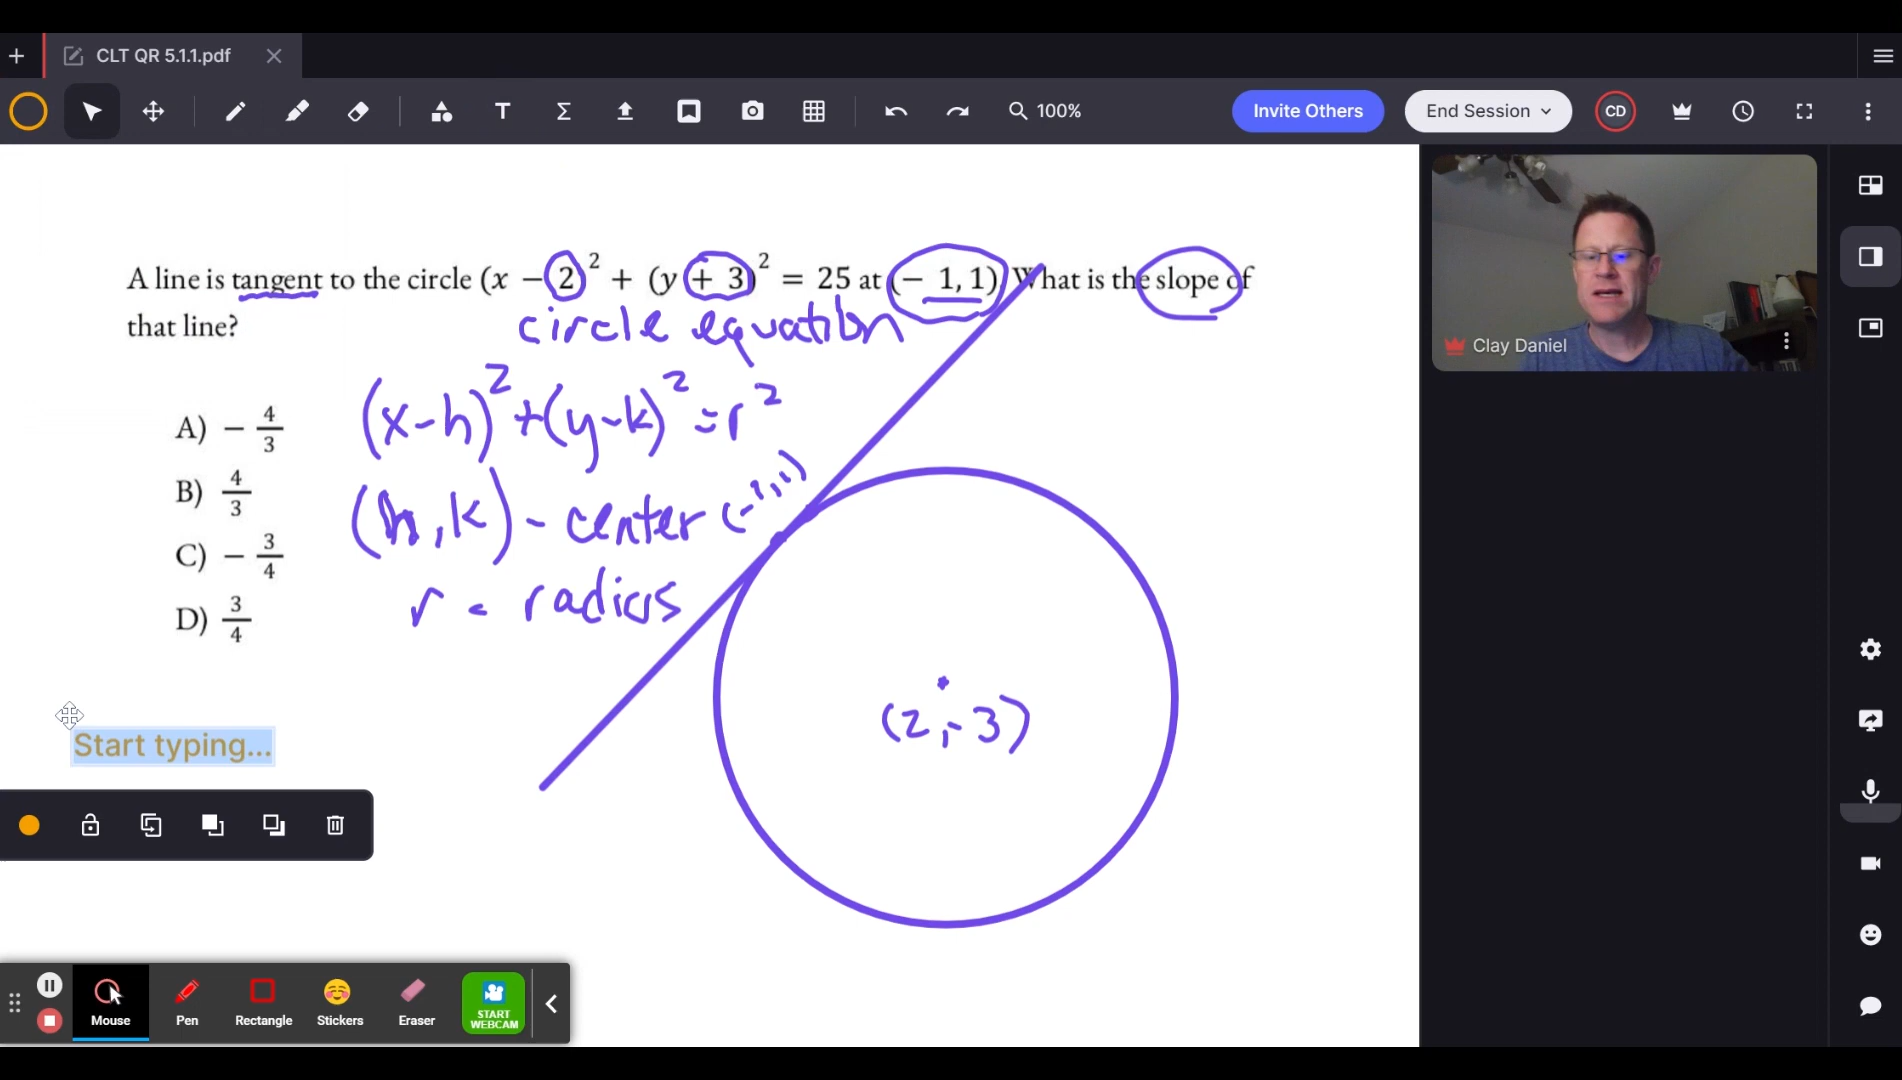 CLT QR 5.1.1.pdf
100%
Invite Others
End Session
CD
A line is tangent to the circle (x − 2)² + (y + 3)² = 25 at (− 1, 1). What is the slope of
that line?
circle equation
(x-h)²+(y-k)²=r²
A) − 4/3
B) 4/3
C) − 3/4
D) 3/4
(h,k) - center (-1,1)
r = radius
(2,-3)
Start typing...
Clay Daniel
Mouse
Pen
Rectangle
Stickers
Eraser
START
WEBCAM